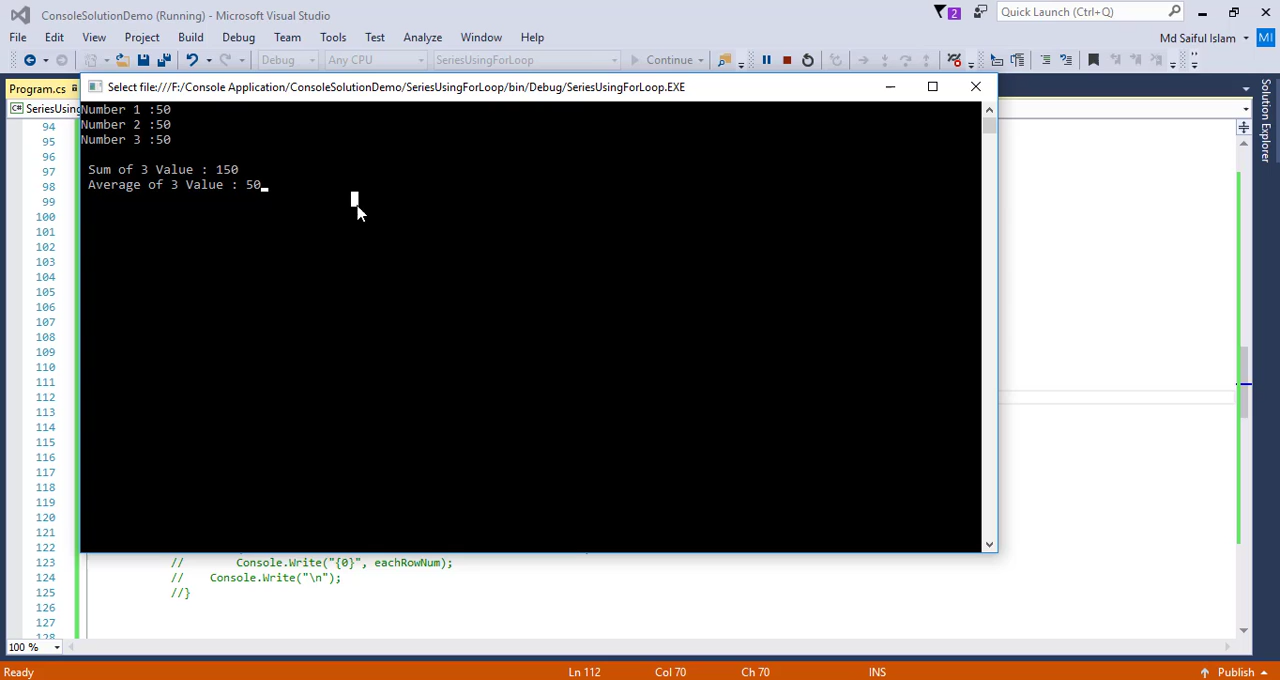 ConsoleSolutionDemo (Running) - Microsoft Visual Studio
2
Quick Launch (Ctrl+Q)
File Edit View Project Build Debug Team Tools Test Analyze Window Help
Md Saiful Islam
MI
Debug Any CPU SeriesUsingForLoop Continue
Program.cs
Select file:///F:/Console Application/ConsoleSolutionDemo/SeriesUsingForLoop/bin/Debug/SeriesUsingForLoop.EXE
Solution Explorer
C# SeriesUsing
Number 1 :50
Number 2 :50
Number 3 :50
Sum of 3 Value : 150
Average of 3 Value : 50
94
95
96
97
98
99
100
101
102
103
104
105
106
107
108
109
110
111
112
113
114
115
116
117
118
119
120
121
122
123 // Console.Write("{0}", eachRowNum);
124 // Console.Write("\n");
125 //}
126
127
128
100 %
Ready Ln 112 Col 70 Ch 70 INS Publish